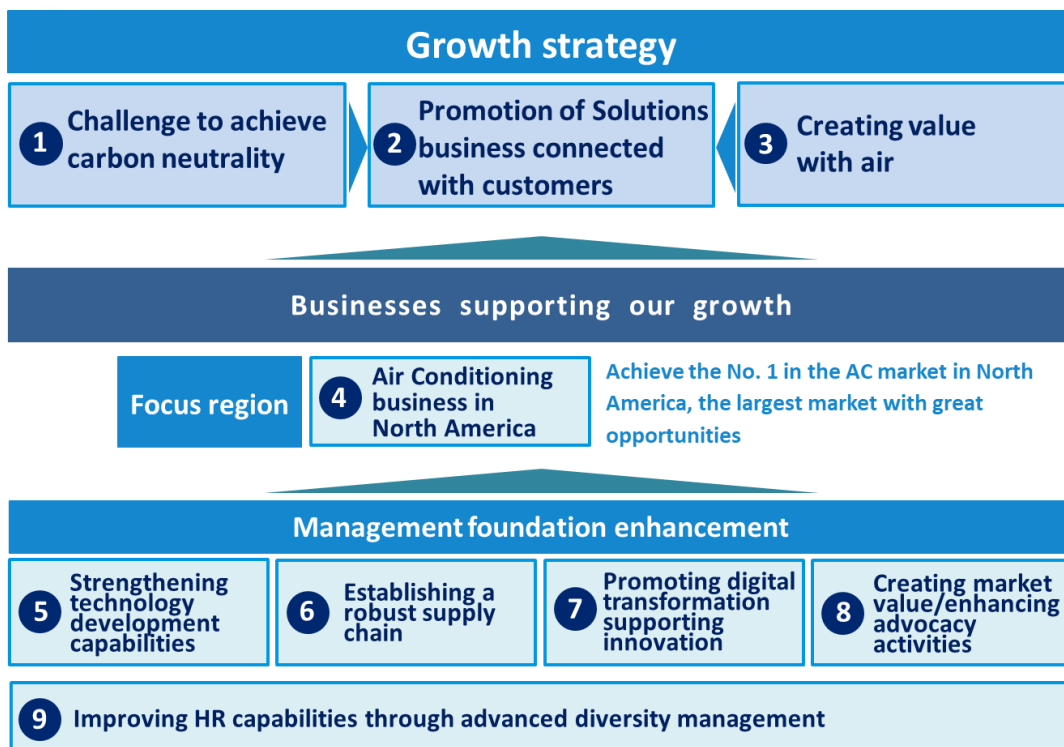 Growth strategy
1
Challenge to achieve
carbon neutrality
2
Promotion of Solutions
business connected
with customers
3
Creating value
with air
Businesses supporting our growth
Focus region
4
Air Conditioning
business in
North America
Achieve the No. 1 in the AC market in North
America, the largest market with great
opportunities
Management foundation enhancement
5
Strengthening
technology
development
capabilities
6
Establishing a
robust supply
chain
7
Promoting digital
transformation
supporting
innovation
8
Creating market
value/enhancing
advocacy
activities
9
Improving HR capabilities through advanced diversity management